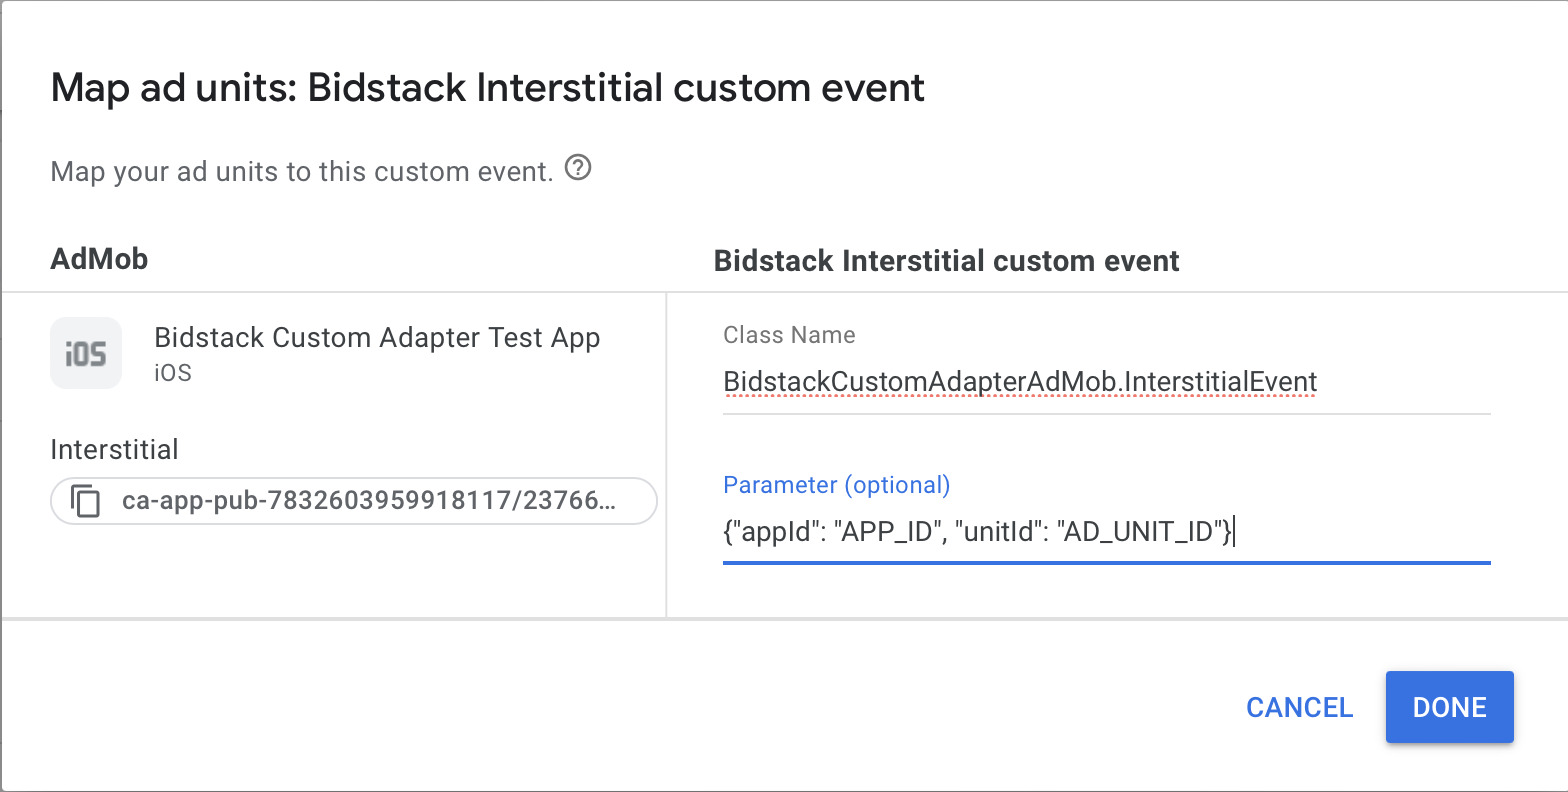 Map ad units: Bidstack Interstitial custom event
Map your ad units to this custom event. ?
AdMob
Bidstack Interstitial custom event
iOS
Bidstack Custom Adapter Test App
iOS
Interstitial
ca-app-pub-7832603959918117/23766...
Class Name
BidstackCustomAdapterAdMob.InterstitialEvent
Parameter (optional)
{"appId": "APP_ID", "unitId": "AD_UNIT_ID"}
CANCEL
DONE